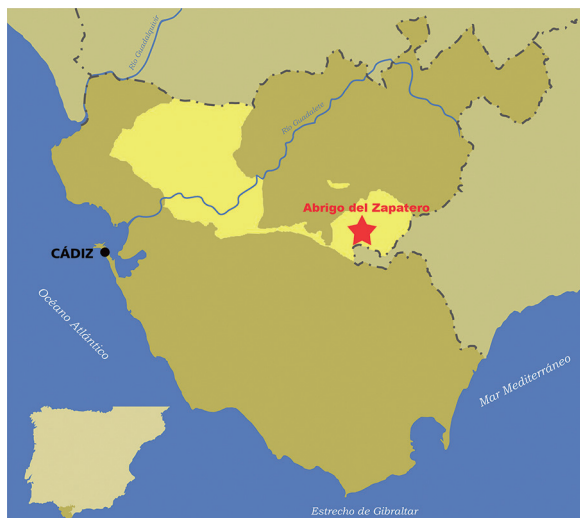 Río Guadalquivir
Río Guadalete
Abrigo del Zapatero
CÁDIZ
Océano Atlántico
Mar Mediterráneo
Estrecho de Gibraltar